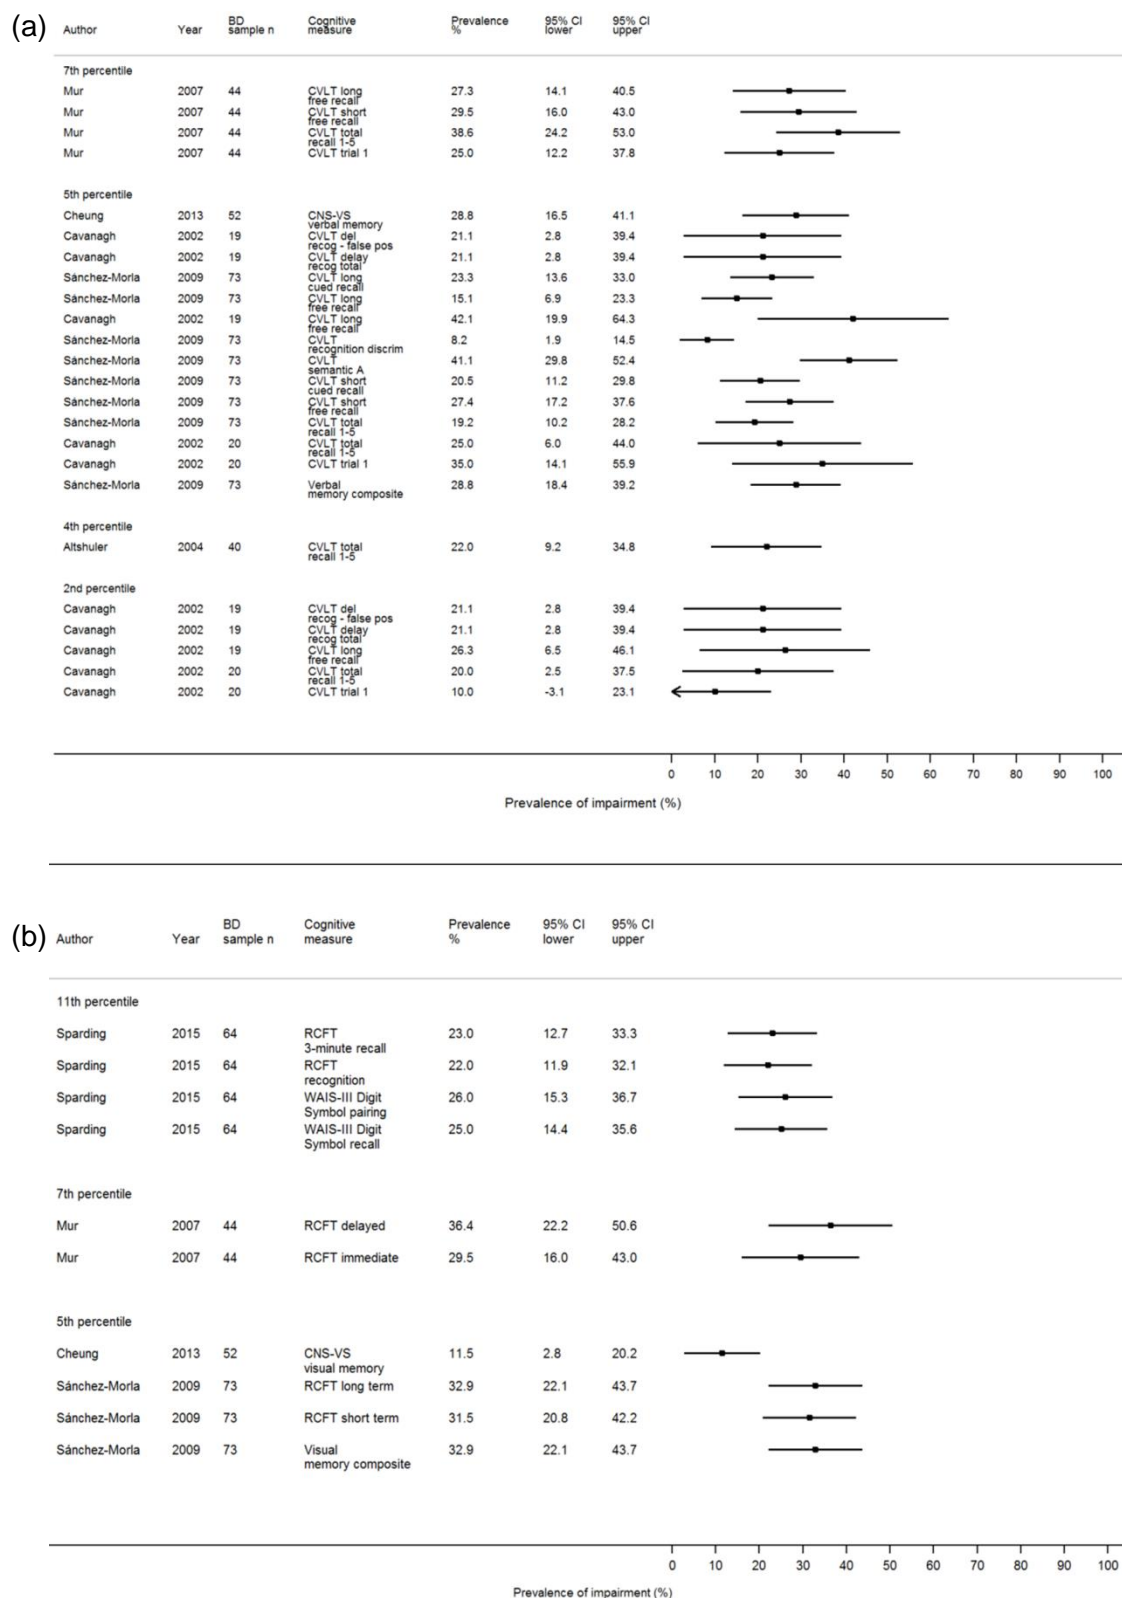 (a)
Author Year BD sample n Cognitive measure Prevalence % 95% CI lower 95% CI upper
7th percentile
Mur 2007 44 CVLT long free recall 27.3 14.1 40.5
Mur 2007 44 CVLT short free recall 29.5 16.0 43.0
Mur 2007 44 CVLT total recall 1-5 38.6 24.2 53.0
Mur 2007 44 CVLT trial 1 25.0 12.2 37.8
5th percentile
Cheung 2013 52 CNS-VS verbal memory 28.8 16.5 41.1
Cavanagh 2002 19 CVLT del recog - false pos 21.1 2.8 39.4
Cavanagh 2002 19 CVLT delay recog total 21.1 2.8 39.4
Sánchez-Morla 2009 73 CVLT long cued recall 23.3 13.6 33.0
Sánchez-Morla 2009 73 CVLT long free recall 15.1 6.9 23.3
Cavanagh 2002 19 CVLT long free recall 42.1 19.9 64.3
Sánchez-Morla 2009 73 CVLT recognition discrim 8.2 1.9 14.5
Sánchez-Morla 2009 73 CVLT semantic A 41.1 29.8 52.4
Sánchez-Morla 2009 73 CVLT short cued recall 20.5 11.2 29.8
Sánchez-Morla 2009 73 CVLT short free recall 27.4 17.2 37.6
Sánchez-Morla 2009 73 CVLT total recall 1-5 19.2 10.2 28.2
Cavanagh 2002 20 CVLT total recall 1-5 25.0 6.0 44.0
Cavanagh 2002 20 CVLT trial 1 35.0 14.1 55.9
Sánchez-Morla 2009 73 Verbal memory composite 28.8 18.4 39.2
4th percentile
Altshuler 2004 40 CVLT total recall 1-5 22.0 9.2 34.8
2nd percentile
Cavanagh 2002 19 CVLT del recog - false pos 21.1 2.8 39.4
Cavanagh 2002 19 CVLT delay recog total 21.1 2.8 39.4
Cavanagh 2002 19 CVLT long free recall 26.3 6.5 46.1
Cavanagh 2002 20 CVLT total recall 1-5 20.0 2.5 37.5
Cavanagh 2002 20 CVLT trial 1 10.0 -3.1 23.1
0 10 20 30 40 50 60 70 80 90 100
Prevalence of impairment (%)
(b)
Author Year BD sample n Cognitive measure Prevalence % 95% CI lower 95% CI upper
11th percentile
Sparding 2015 64 RCFT 3-minute recall 23.0 12.7 33.3
Sparding 2015 64 RCFT recognition 22.0 11.9 32.1
Sparding 2015 64 WAIS-III Digit Symbol pairing 26.0 15.3 36.7
Sparding 2015 64 WAIS-III Digit Symbol recall 25.0 14.4 35.6
7th percentile
Mur 2007 44 RCFT delayed 36.4 22.2 50.6
Mur 2007 44 RCFT immediate 29.5 16.0 43.0
5th percentile
Cheung 2013 52 CNS-VS visual memory 11.5 2.8 20.2
Sánchez-Morla 2009 73 RCFT long term 32.9 22.1 43.7
Sánchez-Morla 2009 73 RCFT short term 31.5 20.8 42.2
Sánchez-Morla 2009 73 Visual memory composite 32.9 22.1 43.7
0 10 20 30 40 50 60 70 80 90 100
Prevalence of impairment (%)